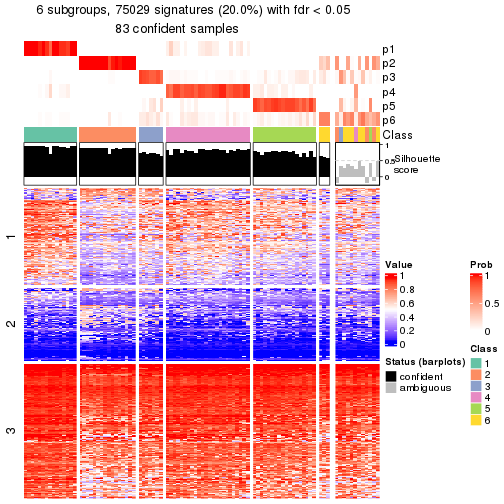 6 subgroups, 75029 signatures (20.0%) with fdr < 0.05
83 confident samples
p1
p2
p3
p4
p5
p6
Class
1
0.5
0
Silhouette
score
1
2
3
Value
1
0.8
0.6
0.4
0.2
0
Prob
1
0.5
0
Status (barplots)
confident
ambiguous
Class
1
2
3
4
5
6